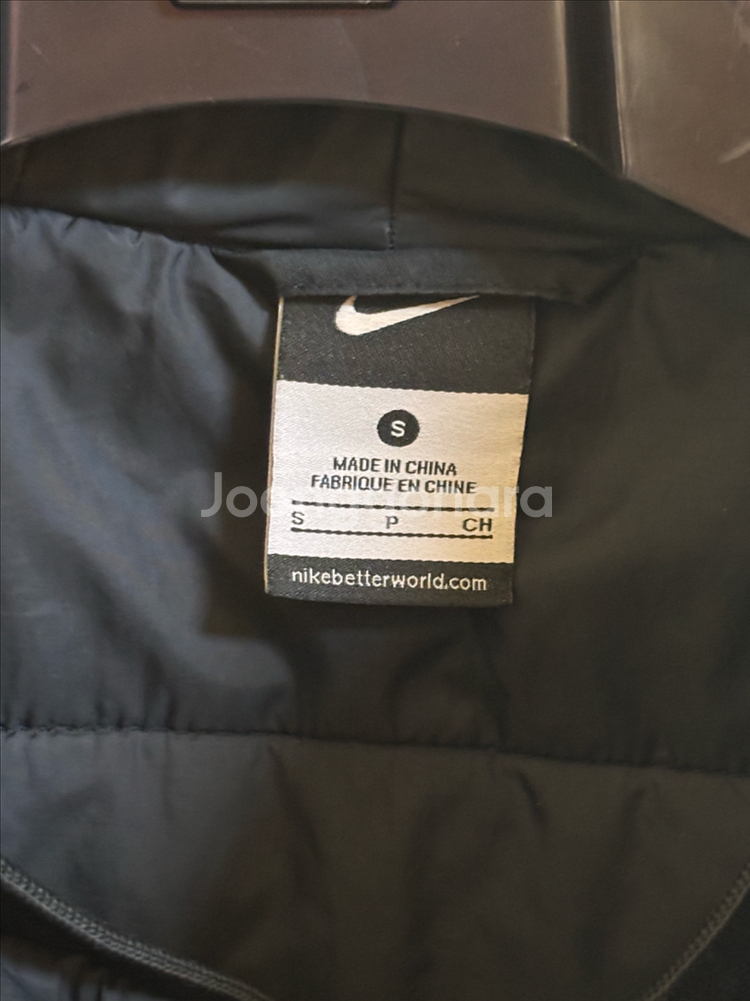 S
MADE IN CHINA
FABRIQUE EN CHINE
S P CH
nikebetterworld.com